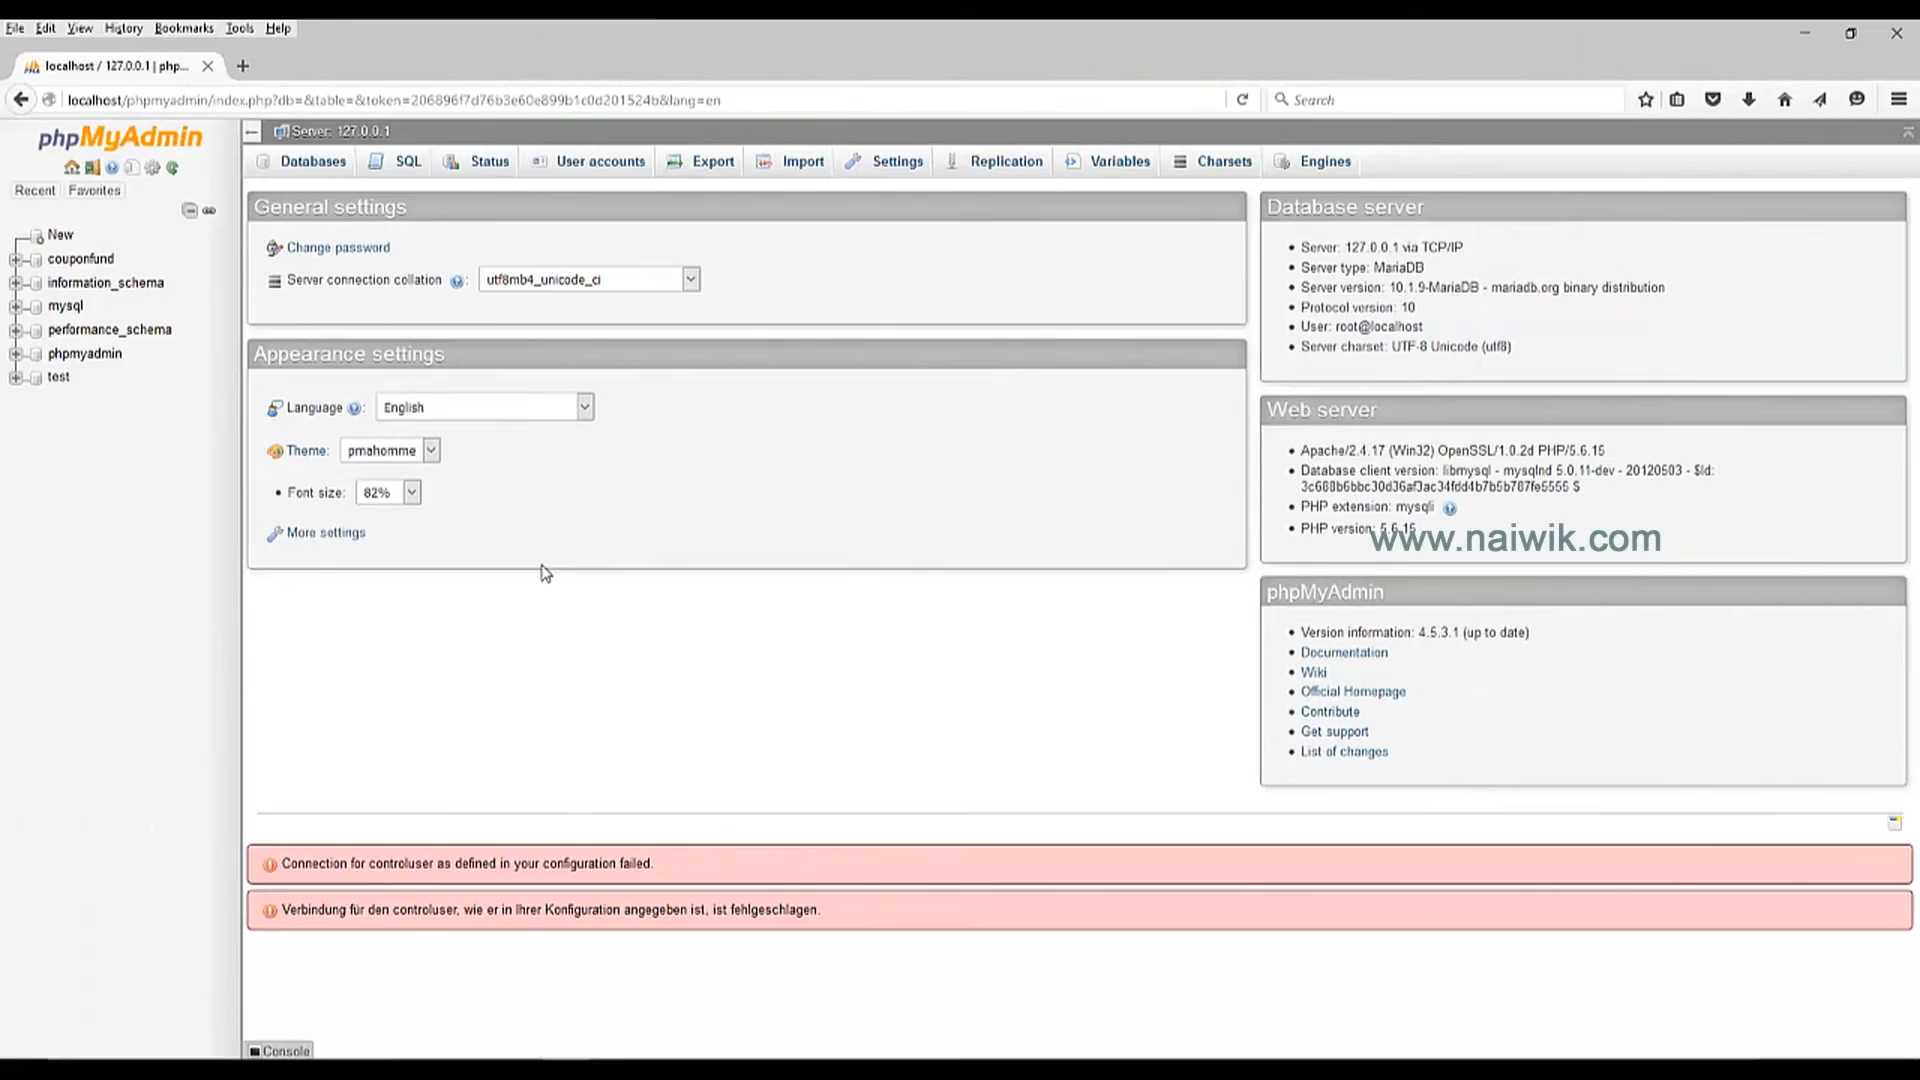 File Edit View History Bookmarks Tools Help
localhost / 127.0.0.1 | php...
localhost/phpmyadmin/index.php?db=&table=&token=206896f7d76b3e60e899b1c0d201524b&lang=en
Search
phpMyAdmin
Server: 127.0.0.1
Databases SQL Status User accounts Export Import Settings Replication Variables Charsets Engines
Recent Favorites
New
couponfund
information_schema
mysql
performance_schema
phpmyadmin
test
General settings
Change password
Server connection collation : utf8mb4_unicode_ci
Appearance settings
Language : English
Theme: pmahomme
• Font size: 82%
More settings
Database server
• Server: 127.0.0.1 via TCP/IP
• Server type: MariaDB
• Server version: 10.1.9-MariaDB - mariadb.org binary distribution
• Protocol version: 10
• User: root@localhost
• Server charset: UTF-8 Unicode (utf8)
Web server
• Apache/2.4.17 (Win32) OpenSSL/1.0.2d PHP/5.6.15
• Database client version: libmysql - mysqlnd 5.0.11-dev - 20120503 - $Id:
$
• PHP extension: mysqli
• PHP version: 5.6.15
www.naiwik.com
phpMyAdmin
• Version information: 4.5.3.1 (up to date)
• Documentation
• Wiki
• Official Homepage
• Contribute
• Get support
• List of changes
Connection for controluser as defined in your configuration failed.
Verbindung für den controluser, wie er in Ihrer Konfiguration angegeben ist, ist fehlgeschlagen.
Console